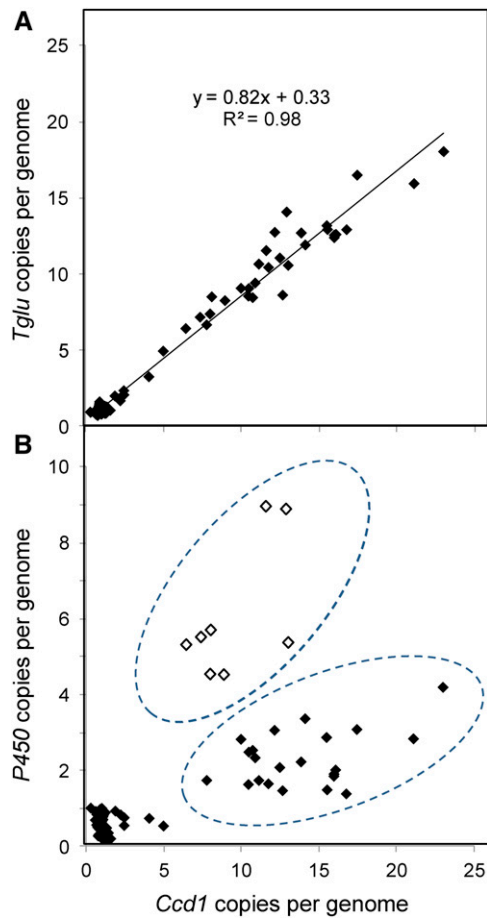 A
25
20
15
10
5
0
Tglu copies per genome
y = 0.82x + 0.33
R² = 0.98
B
10
8
6
4
2
0
P450 copies per genome
0 5 10 15 20 25
Ccd1 copies per genome